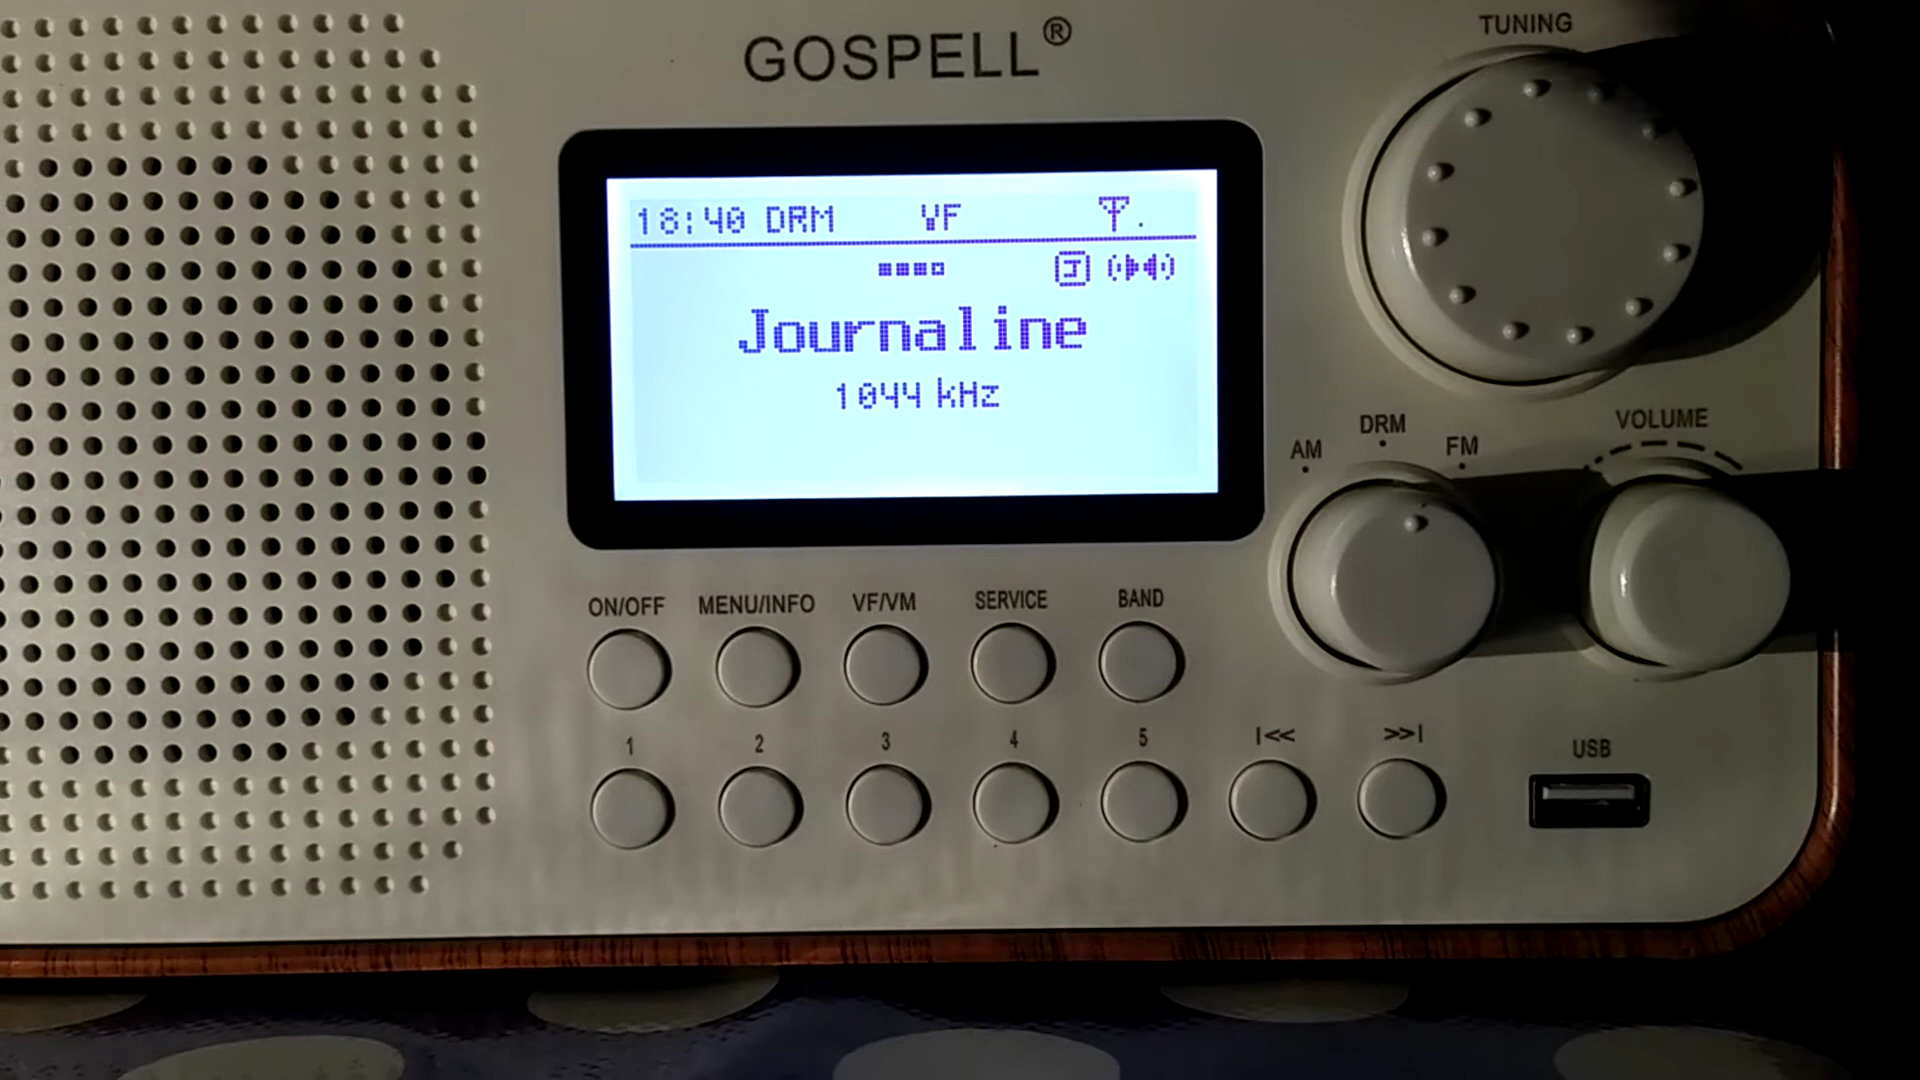 GOSPELL®
TUNING
18:40 DRM VF
J
Journaline
1044 kHz
AM DRM FM
VOLUME
ON/OFF MENU/INFO VF/VM SERVICE BAND
1 2 3 4 5 |<< >>|
USB